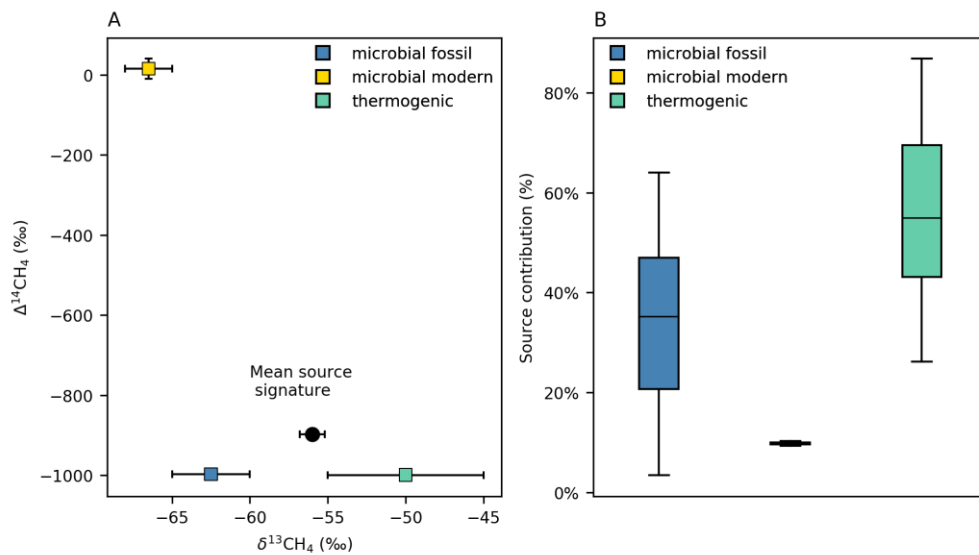 A
microbial fossil
microbial modern
thermogenic
0
−200
−400
−600
−800
−1000
Δ¹⁴CH₄ (‰)
Mean source
signature
−65
−60
−55
−50
−45
δ¹³CH₄ (‰)
B
microbial fossil
microbial modern
thermogenic
80%
60%
40%
20%
0%
Source contribution (%)